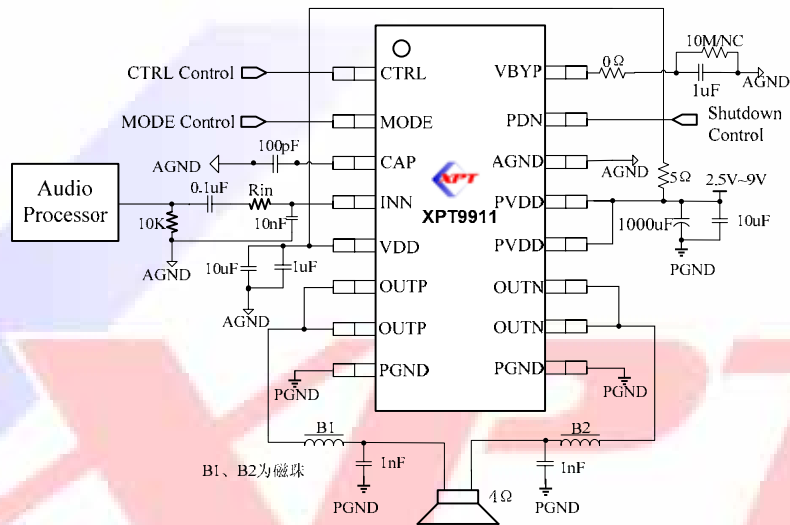 CTRL Control
MODE Control
AGND
100pF
Audio
Processor
0.1uF
Rin
10K
10nF
AGND
10uF
1uF
AGND
CTRL
MODE
CAP
INN
VDD
OUTP
OUTP
PGND
PGND
XPT
XPT9911
VBYP
PDN
AGND
PVDD
PVDD
OUTN
OUTN
PGND
0Ω
10M/NC
1uF
AGND
Shutdown
Control
AGND
5Ω
2.5V~9V
1000uF
10uF
PGND
PGND
B1
B2
B1、B2为磁珠
1nF
PGND
1nF
PGND
4Ω